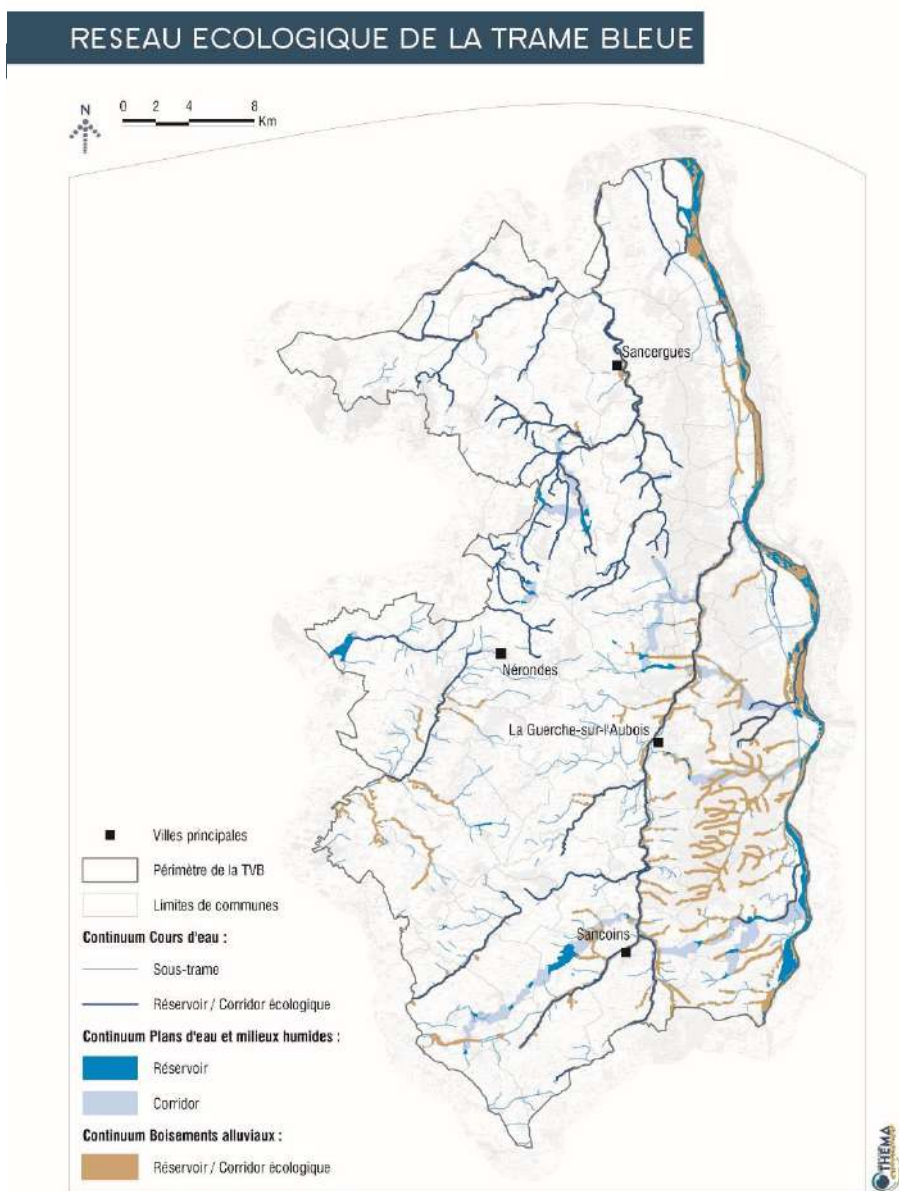 RESEAU ECOLOGIQUE DE LA TRAME BLEUE
N
0 2 4 8
Km
Sancergues
Nérondes
La Guerche-sur-l'Aubois
Sancoins
Villes principales
Périmètre de la TVB
Limites de communes
Continuum Cours d'eau :
Sous-trame
Réservoir / Corridor écologique
Continuum Plans d'eau et milieux humides :
Réservoir
Corridor
Continuum Boisements alluviaux :
Réservoir / Corridor écologique
THEMA